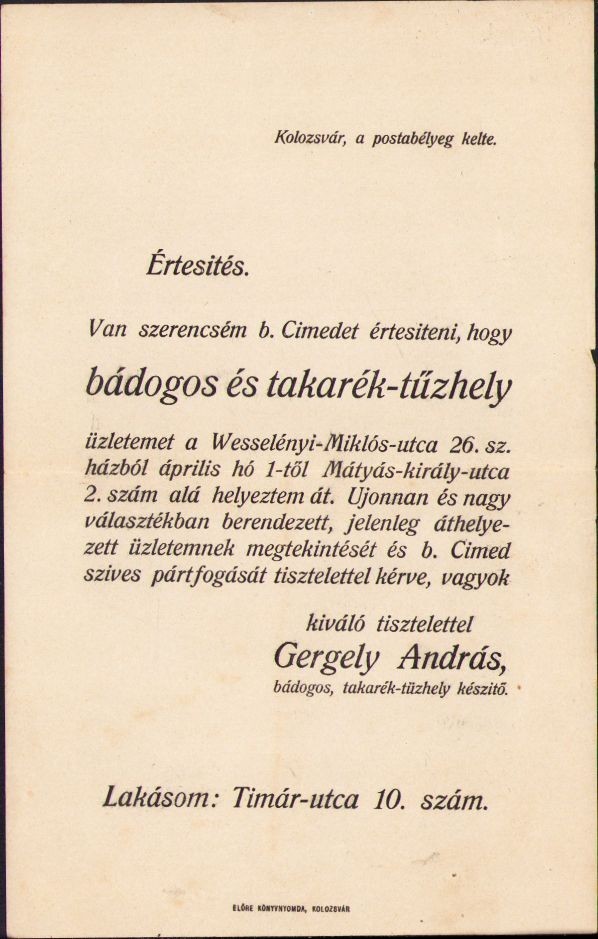 Kolozsvár, a postabélyeg kelte.
Értesités.
Van szerencsém b. Cimedet értesiteni, hogy
bádogos és takarék-tűzhely
üzletemet a Wesselényi-Miklós-utca 26. sz.
házból április hó 1-től Mátyás-király-utca
2. szám alá helyeztem át. Ujonnan és nagy
választékban berendezett, jelenleg áthelye-
zett üzletemnek megtekintését és b. Cimed
szives pártfogását tisztelettel kérve, vagyok
kiváló tisztelettel
Gergely András,
bádogos, takarék-tüzhely készitő.
Lakásom: Timár-utca 10. szám.
ELŐRE KÖNYVNYOMDA, KOLOZSVÁR